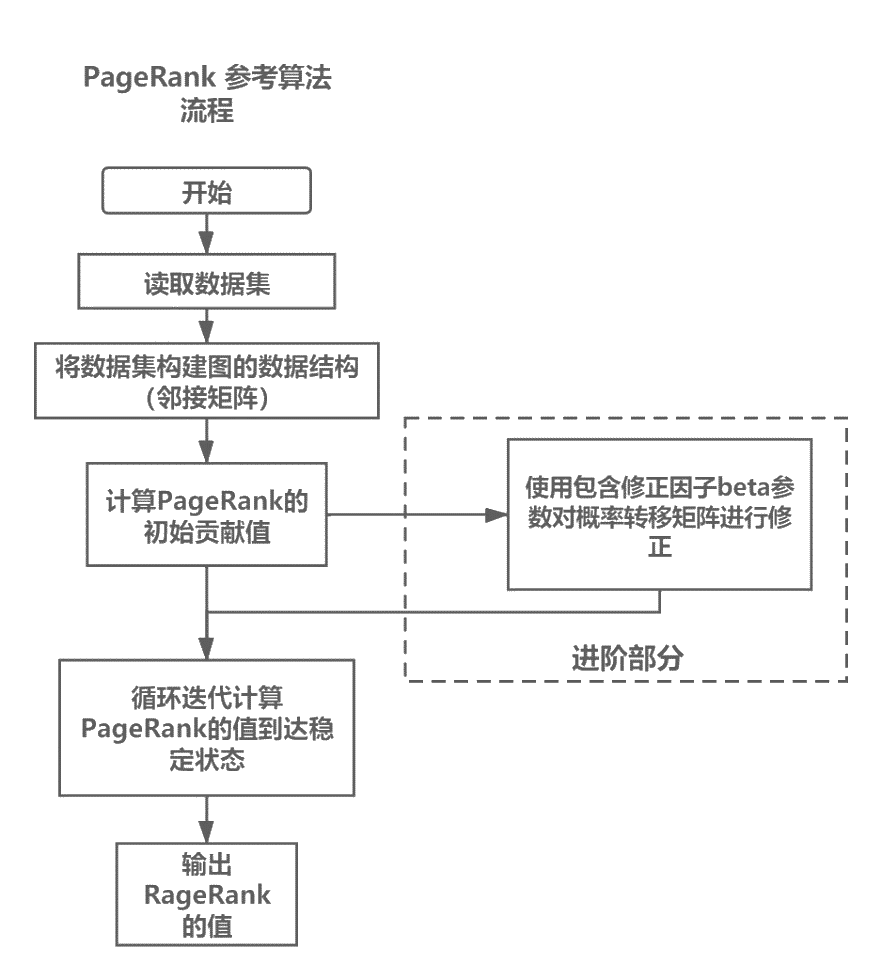 PageRank 参考算法
流程
开始
读取数据集
将数据集构建图的数据结构
（邻接矩阵）
计算PageRank的
初始贡献值
使用包含修正因子beta参
数对概率转移矩阵进行修
正
进阶部分
循环迭代计算
PageRank的值到达稳
定状态
输出
RageRank
的值